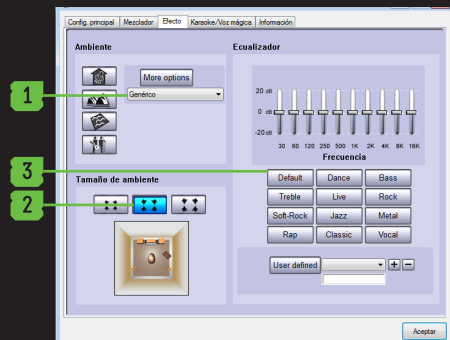 Config. principal Mezclador Efecto Karaoke/Voz mágica Información
Ambiente
More options
Genérico
1
Tamaño de ambiente
2
Ecualizador
20 dB
0 dB
-20 dB
30 60 120 250 500 1K 2K 4K 8K 16K
Frecuencia
3
Default Dance Bass
Treble Live Rock
Soft-Rock Jazz Metal
Rap Classic Vocal
User defined
Aceptar